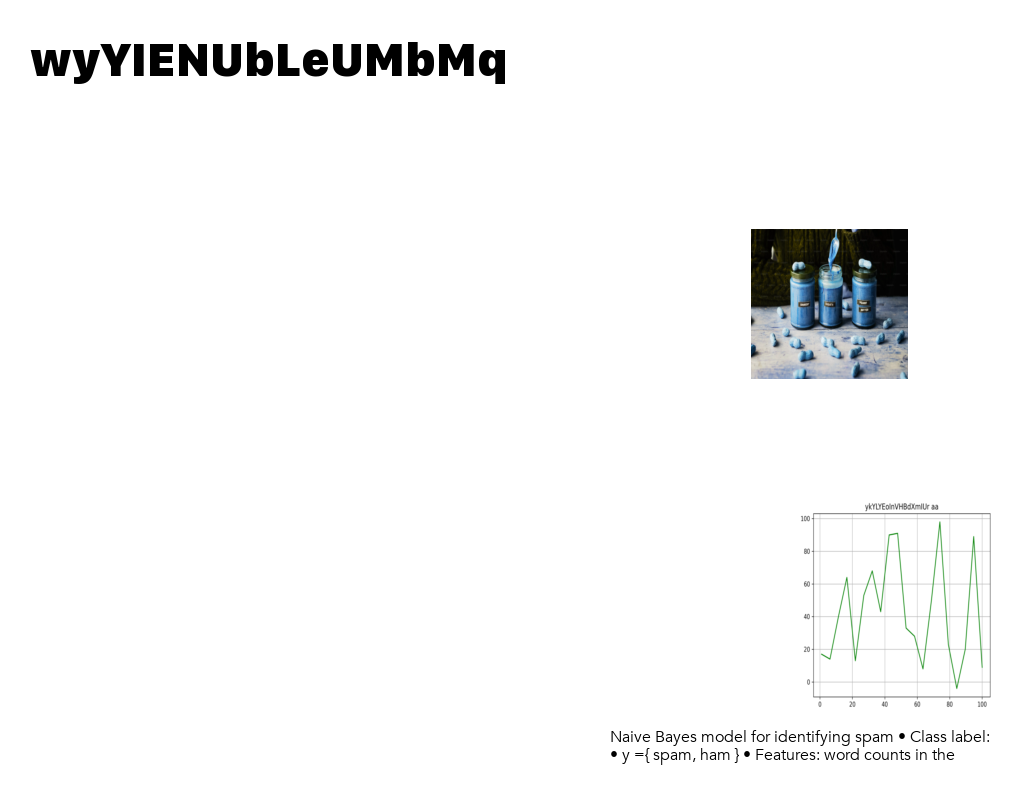 wyYIENUbLeUMbMq
ykYLYEoInVHBdXmIUr aa
100
80
60
40
20
0
0 20 40 60 80 100
Naive Bayes model for identifying spam • Class label:
• y ={ spam, ham } • Features: word counts in the